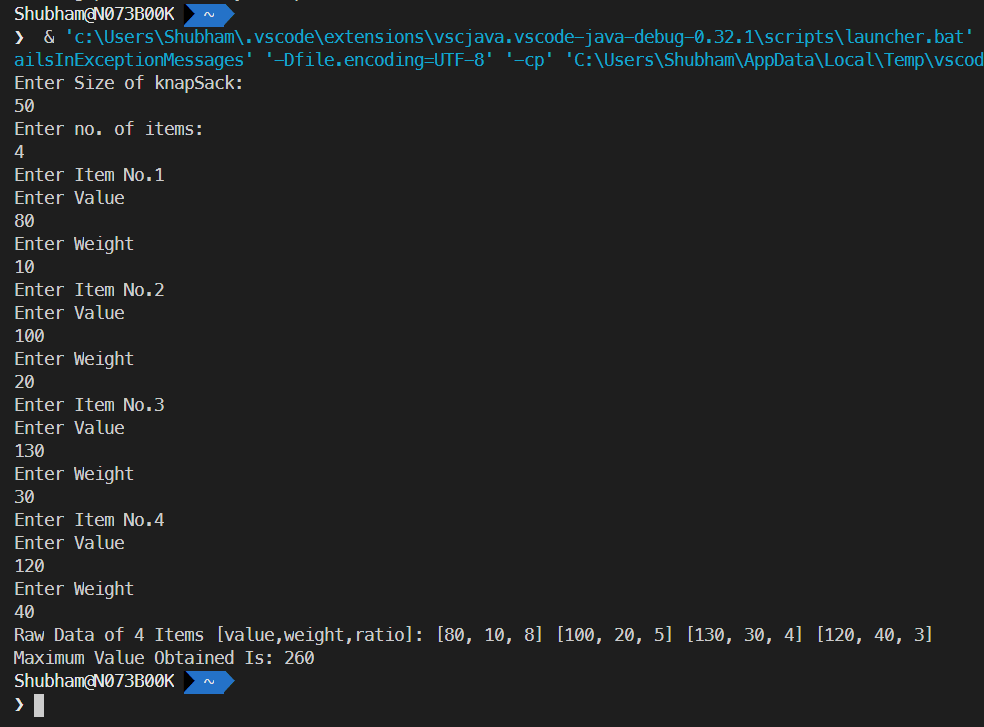 Shubham@N073B00K ~
❯ & 'c:\Users\Shubham\.vscode\extensions\vscjava.vscode-java-debug-0.32.1\scripts\launcher.bat'
ailsInExceptionMessages' '-Dfile.encoding=UTF-8' '-cp' 'C:\Users\Shubham\AppData\Local\Temp\vscod
Enter Size of knapSack:
50
Enter no. of items:
4
Enter Item No.1
Enter Value
80
Enter Weight
10
Enter Item No.2
Enter Value
100
Enter Weight
20
Enter Item No.3
Enter Value
130
Enter Weight
30
Enter Item No.4
Enter Value
120
Enter Weight
40
Raw Data of 4 Items [value,weight,ratio]: [80, 10, 8] [100, 20, 5] [130, 30, 4] [120, 40, 3]
Maximum Value Obtained Is: 260
Shubham@N073B00K ~
❯